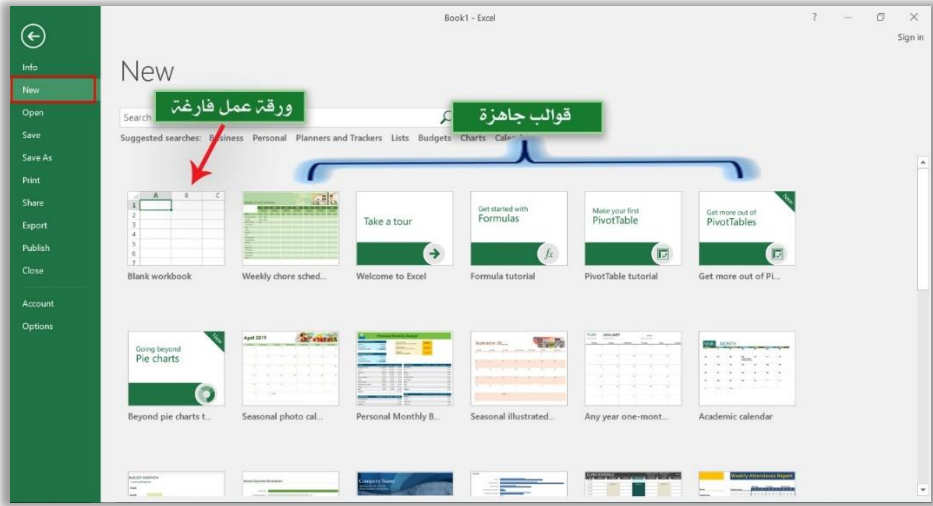 Book1 - Excel
?
Sign in
Info
New
Open
Save
Save As
Print
Share
Export
Publish
Close
Account
Options
New
ورقة عمل فارغة
قوالب جاهزة
Search
Suggested searches: Business Personal Planners and Trackers Lists Budgets Charts
A B C
1
2
3
4
5
6
7
Blank workbook
Weekly chore sched...
Take a tour
Welcome to Excel
Get started with
Formulas
fx
Formula tutorial
Make your first
PivotTable
PivotTable tutorial
New
Get more out of
PivotTables
Get more out of Pi...
New
Going beyond
Pie charts
Beyond pie charts t...
April 2019
Seasonal photo cal...
Personal Monthly Budget
Personal Monthly B...
Seasonal illustrated...
JANUARY
Any year one-mont...
MONTH
Academic calendar
Company Name
Weekly Attendance Report